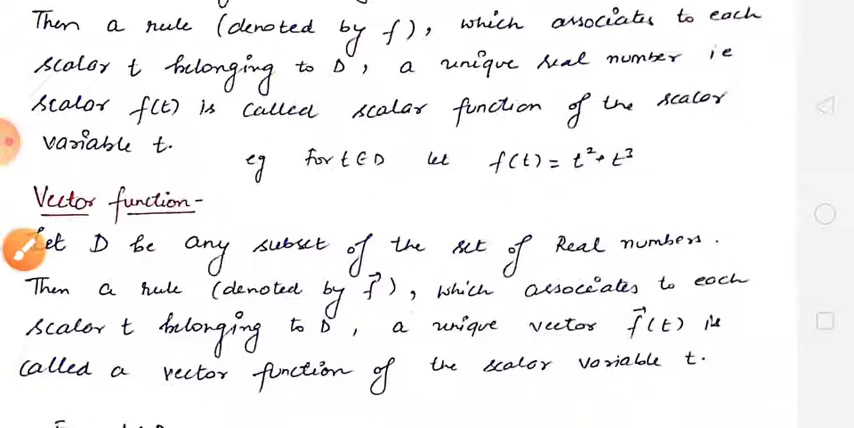 Then a rule (denoted by f), which associates to each
scalar t belonging to D, a unique real number ie
scalar f(t) is called scalar function of the scalar
variable t.
eg For t ∈ D let f(t) = t² + t³
Vector function -
Let D be any subset of the set of Real numbers.
Then a rule (denoted by f⃗), which associates to each
scalar t belonging to D, a unique vector f⃗(t) is
called a vector function of the scalar variable t.